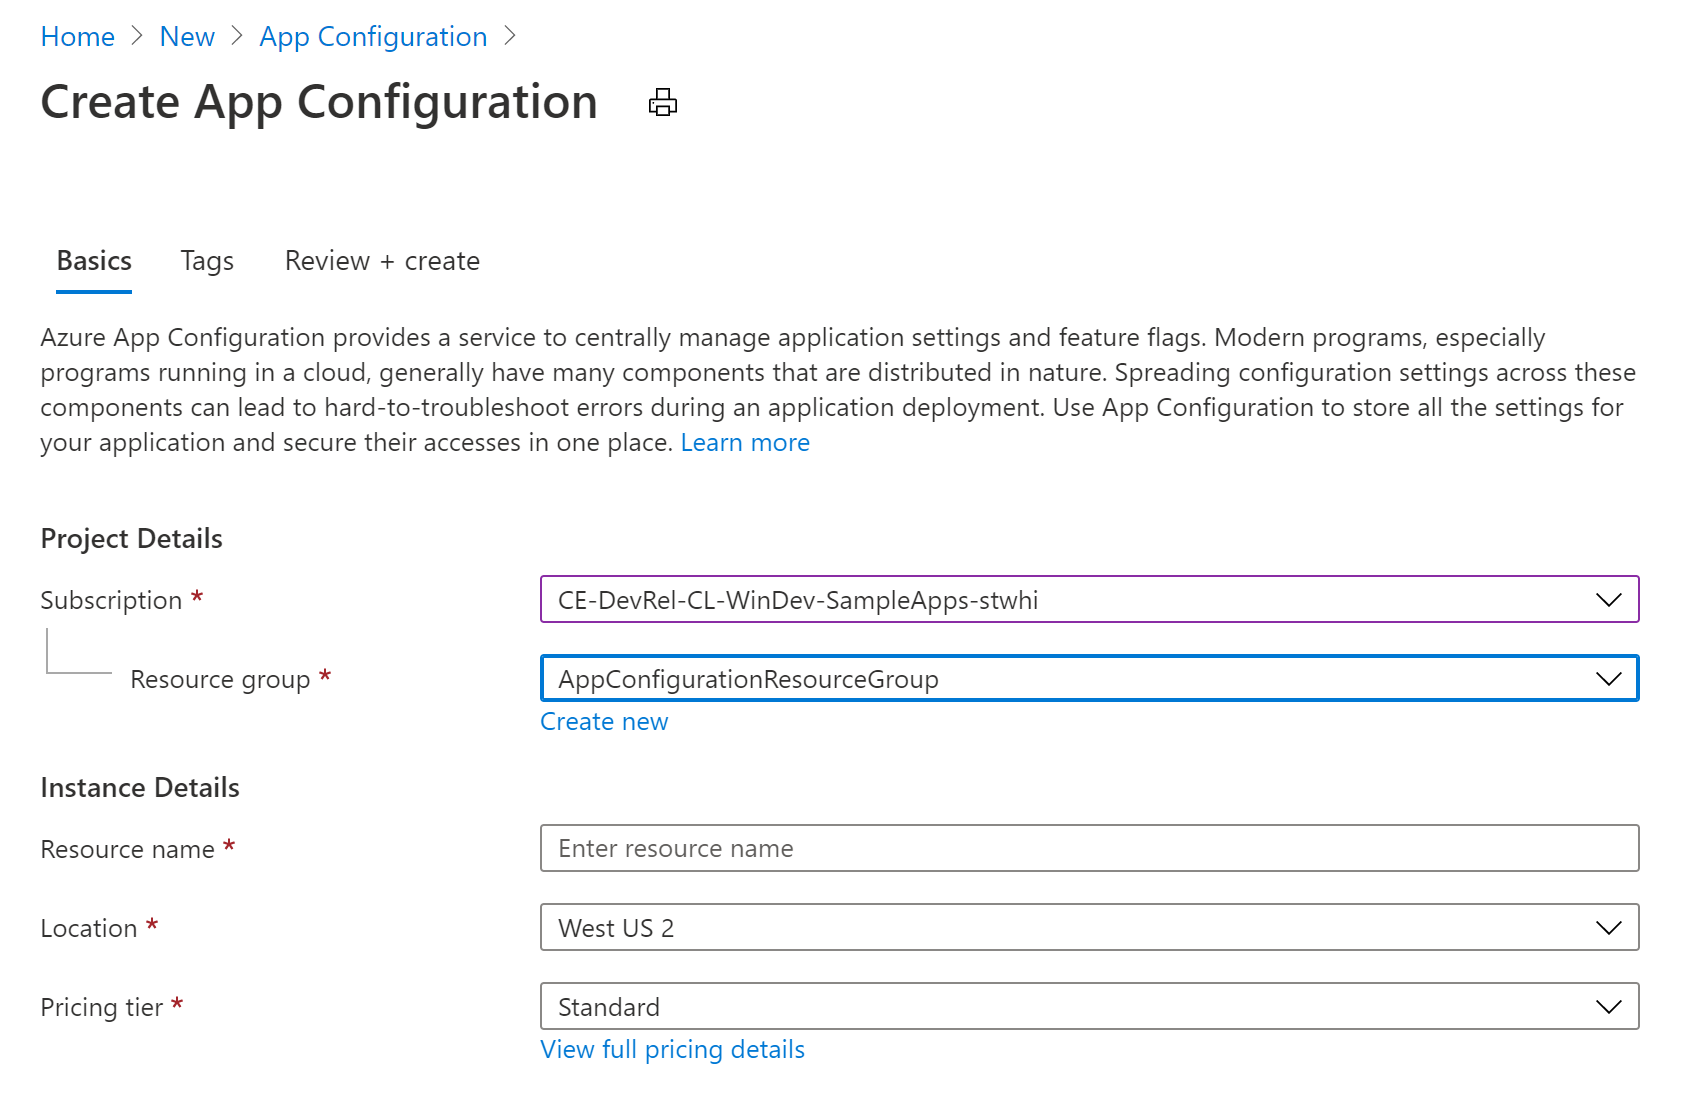 Home > New > App Configuration >
Create App Configuration
Basics Tags Review + create
Azure App Configuration provides a service to centrally manage application settings and feature flags. Modern programs, especially
programs running in a cloud, generally have many components that are distributed in nature. Spreading configuration settings across these
components can lead to hard-to-troubleshoot errors during an application deployment. Use App Configuration to store all the settings for
your application and secure their accesses in one place. Learn more
Project Details
Subscription * CE-DevRel-CL-WinDev-SampleApps-stwhi
Resource group * AppConfigurationResourceGroup
Create new
Instance Details
Resource name * Enter resource name
Location * West US 2
Pricing tier * Standard
View full pricing details